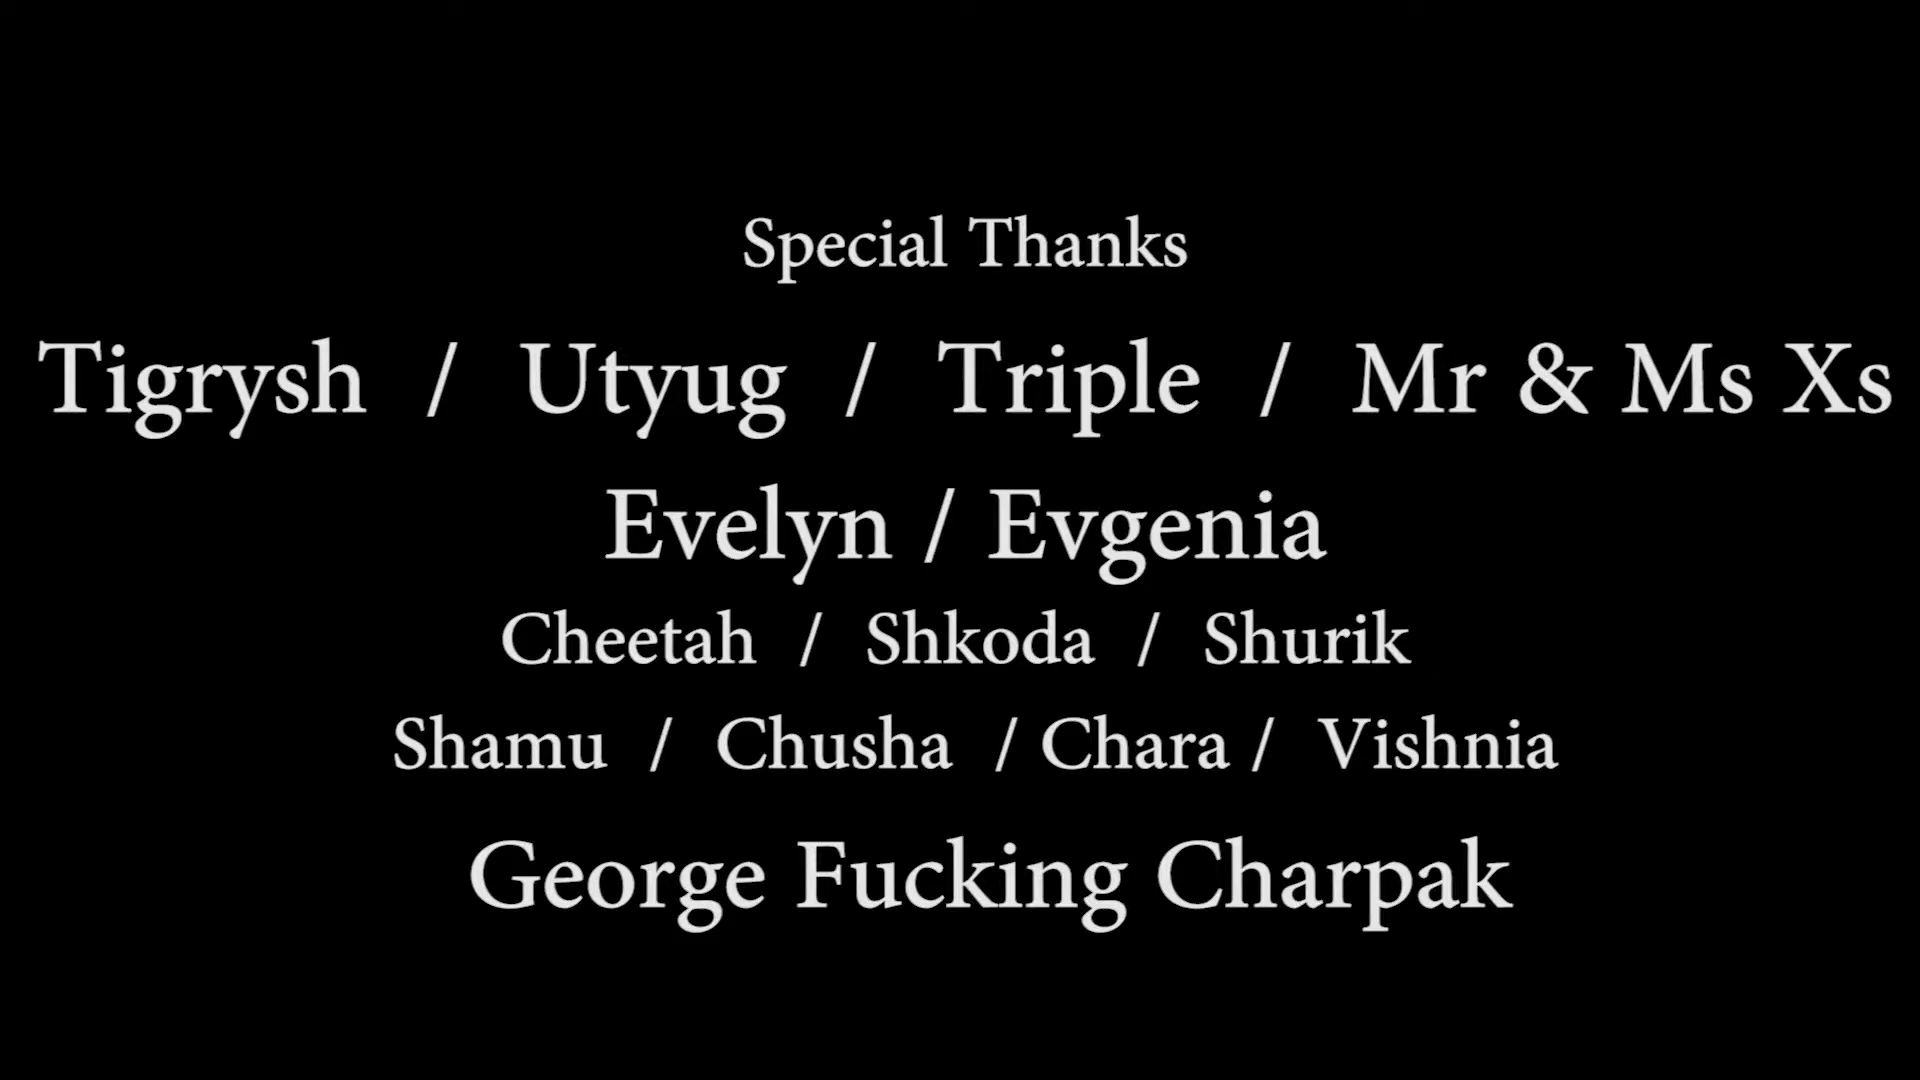 Special Thanks
Tigrysh / Utyug / Triple / Mr & Ms Xs
Evelyn / Evgenia
Cheetah / Shkoda / Shurik
Shamu / Chusha / Chara / Vishnia
George Fucking Charpak